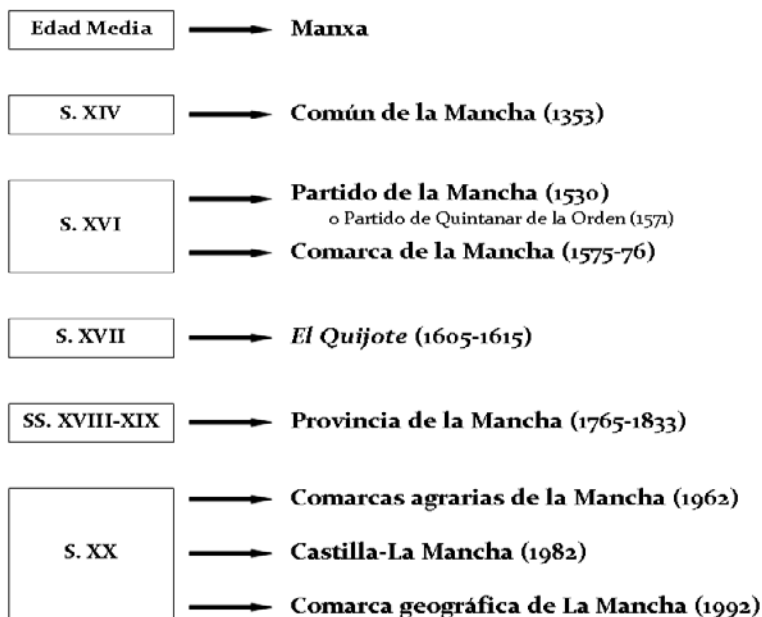 Edad Media Manxa
S. XIV Común de la Mancha (1353)
Partido de la Mancha (1530)
o Partido de Quintanar de la Orden (1571)
S. XVI
Comarca de la Mancha (1575-76)
S. XVII El Quijote (1605-1615)
SS. XVIII-XIX Provincia de la Mancha (1765-1833)
Comarcas agrarias de la Mancha (1962)
S. XX Castilla-La Mancha (1982)
Comarca geográfica de La Mancha (1992)